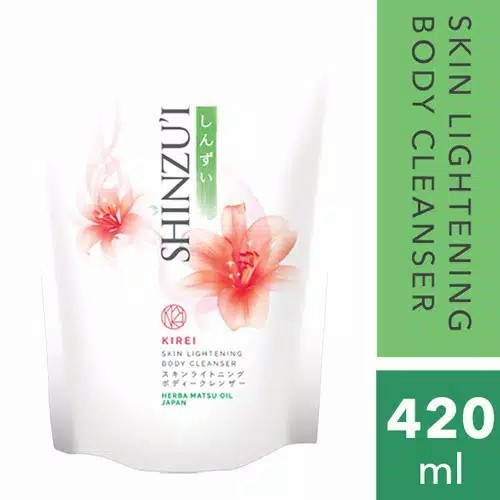 SHINZU'I
しんずい
KIREI
SKIN LIGHTENING
BODY CLEANSER
スキンライトニング
ボディークレンザー
HERBA MATSU OIL
JAPAN
SKIN LIGHTENING
BODY CLEANSER
420
ml